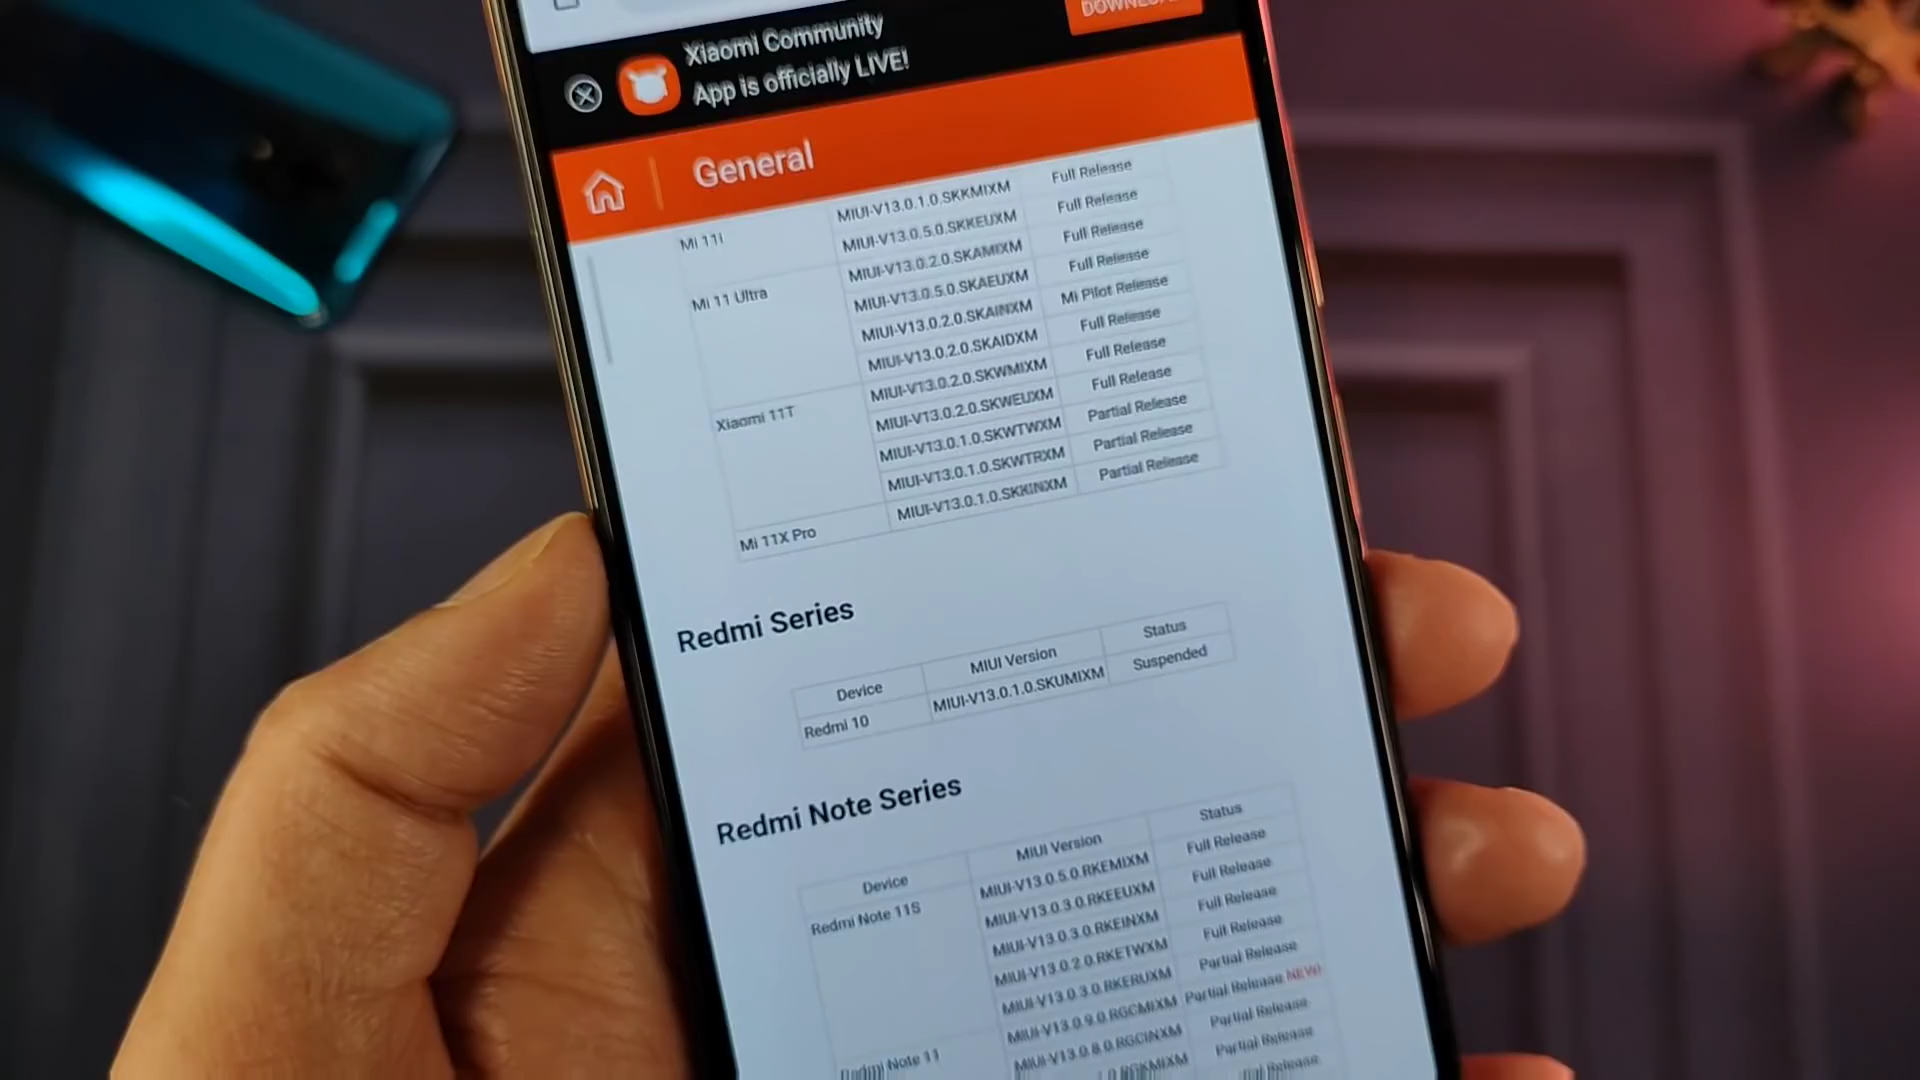 Xiaomi Community
App is officially LIVE!
General
Mi 11i
MIUI-V13.0.1.0.SKKMIXM Full Release
MIUI-V13.0.5.0.SKKEUXM Full Release
Mi 11 Ultra
MIUI-V13.0.2.0.SKAMIXM Full Release
MIUI-V13.0.5.0.SKAEUXM Full Release
MIUI-V13.0.2.0.SKAINXM Mi Pilot Release
MIUI-V13.0.2.0.SKAIDXM Full Release
Xiaomi 11T
MIUI-V13.0.2.0.SKWMIXM Full Release
MIUI-V13.0.2.0.SKWEUXM Full Release
MIUI-V13.0.1.0.SKWTWXM Partial Release
MIUI-V13.0.1.0.SKWTRXM Partial Release
Mi 11X Pro MIUI-V13.0.1.0.SKKINXM Partial Release
Redmi Series
Device MIUI Version Status
Redmi 10 MIUI-V13.0.1.0.SKUMIXM Suspended
Redmi Note Series
Device MIUI Version Status
Redmi Note 11S MIUI-V13.0.5.0.RKEMIXM Full Release
MIUI-V13.0.3.0.RKEEUXM Full Release
MIUI-V13.0.3.0.RKEINXM Full Release
MIUI-V13.0.2.0.RKETWXM Full Release
MIUI-V13.0.3.0.RKERUXM Partial Release
Redmi Note 11 MIUI-V13.0.9.0.RGCMIXM Partial Release NEW!
MIUI-V13.0.8.0.RGCINXM Partial Release
Partial Release
Partial Release